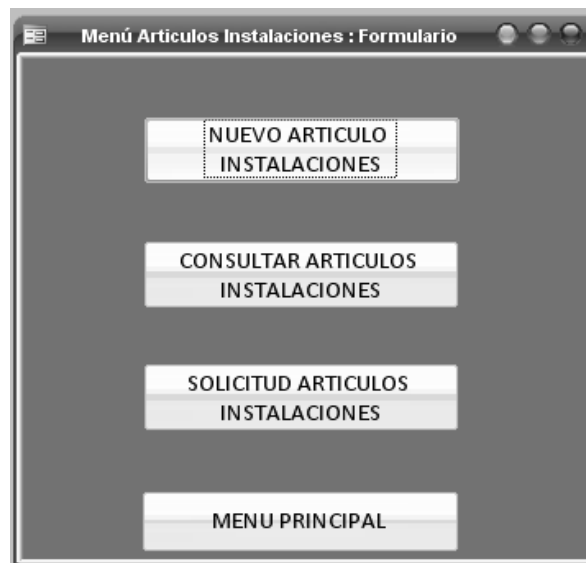 Menú Articulos Instalaciones : Formulario
NUEVO ARTICULO
INSTALACIONES
CONSULTAR ARTICULOS
INSTALACIONES
SOLICITUD ARTICULOS
INSTALACIONES
MENU PRINCIPAL